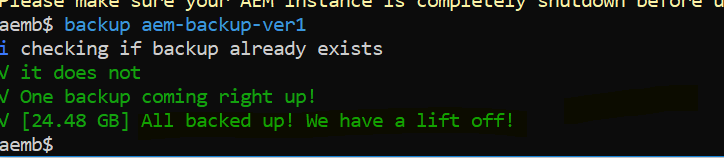 Please make sure your AEM instance is completely shutdown before u
aemb$ backup aem-backup-ver1
i checking if backup already exists
√ it does not
√ One backup coming right up!
√ [24.48 GB] All backed up! We have a lift off!
aemb$